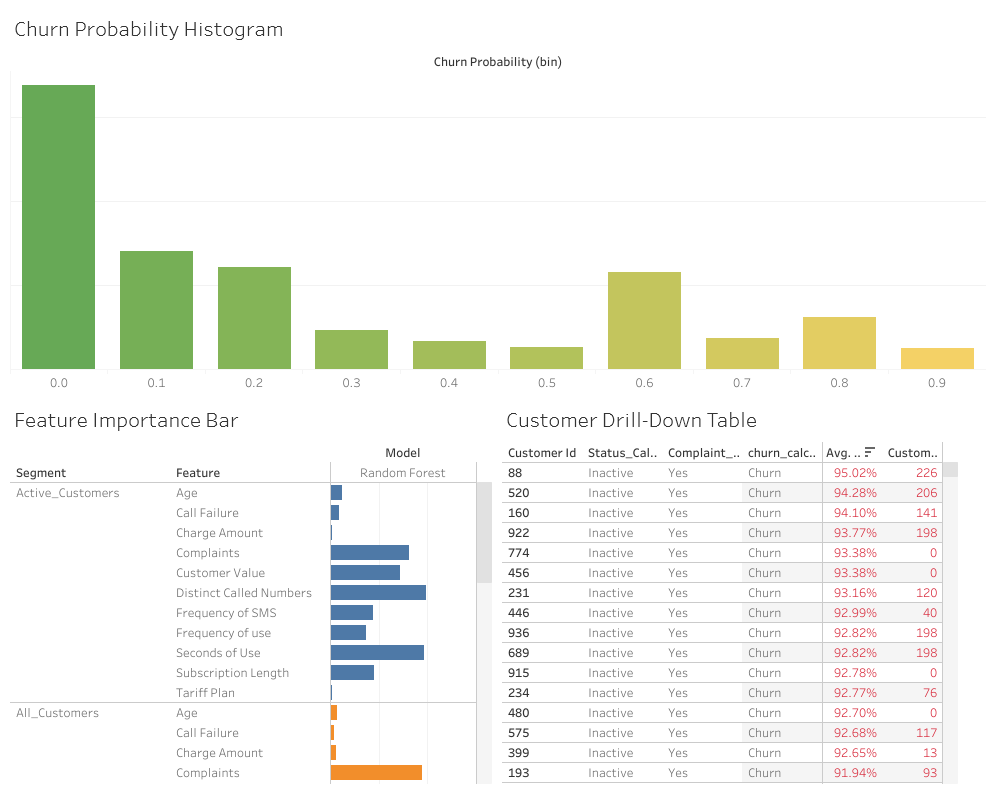 Churn Probability Histogram
Churn Probability (bin)
0.0 0.1 0.2 0.3 0.4 0.5 0.6 0.7 0.8 0.9
Feature Importance Bar
Model
Segment Feature Random Forest
Active_Customers Age
Call Failure
Charge Amount
Complaints
Customer Value
Distinct Called Numbers
Frequency of SMS
Frequency of use
Seconds of Use
Subscription Length
Tariff Plan
All_Customers Age
Call Failure
Charge Amount
Complaints
Customer Drill-Down Table
Customer Id Status_Cal.. Complaint_.. churn_calc.. Avg. .. Custom..
88 Inactive Yes Churn 95.02% 226
520 Inactive Yes Churn 94.28% 206
160 Inactive Yes Churn 94.10% 141
922 Inactive Yes Churn 93.77% 198
774 Inactive Yes Churn 93.38% 0
456 Inactive Yes Churn 93.38% 0
231 Inactive Yes Churn 93.16% 120
446 Inactive Yes Churn 92.99% 40
936 Inactive Yes Churn 92.82% 198
689 Inactive Yes Churn 92.82% 198
915 Inactive Yes Churn 92.78% 0
234 Inactive Yes Churn 92.77% 76
480 Inactive Yes Churn 92.70% 0
575 Inactive Yes Churn 92.68% 117
399 Inactive Yes Churn 92.65% 13
193 Inactive Yes Churn 91.94% 93